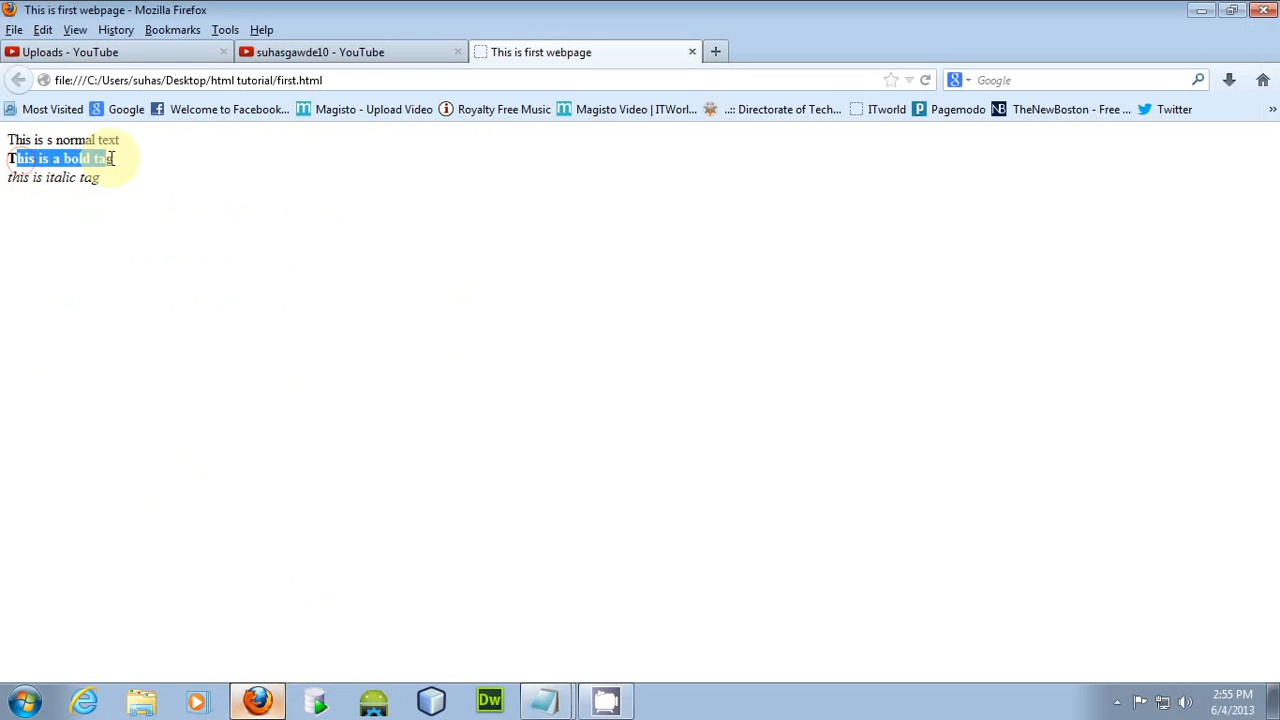 This is first webpage - Mozilla Firefox
File Edit View History Bookmarks Tools Help
Uploads - YouTube suhasgawde10 - YouTube This is first webpage
file:///C:/Users/suhas/Desktop/html tutorial/first.html Google
Most Visited Google Welcome to Facebook... Magisto - Upload Video Royalty Free Music Magisto Video | ITWorl... ..:: Directorate of Tech... ITworld Pagemodo TheNewBoston - Free ... Twitter
This is s normal text
This is a bold tag
this is italic tag
Dw
2:55 PM
6/4/2013